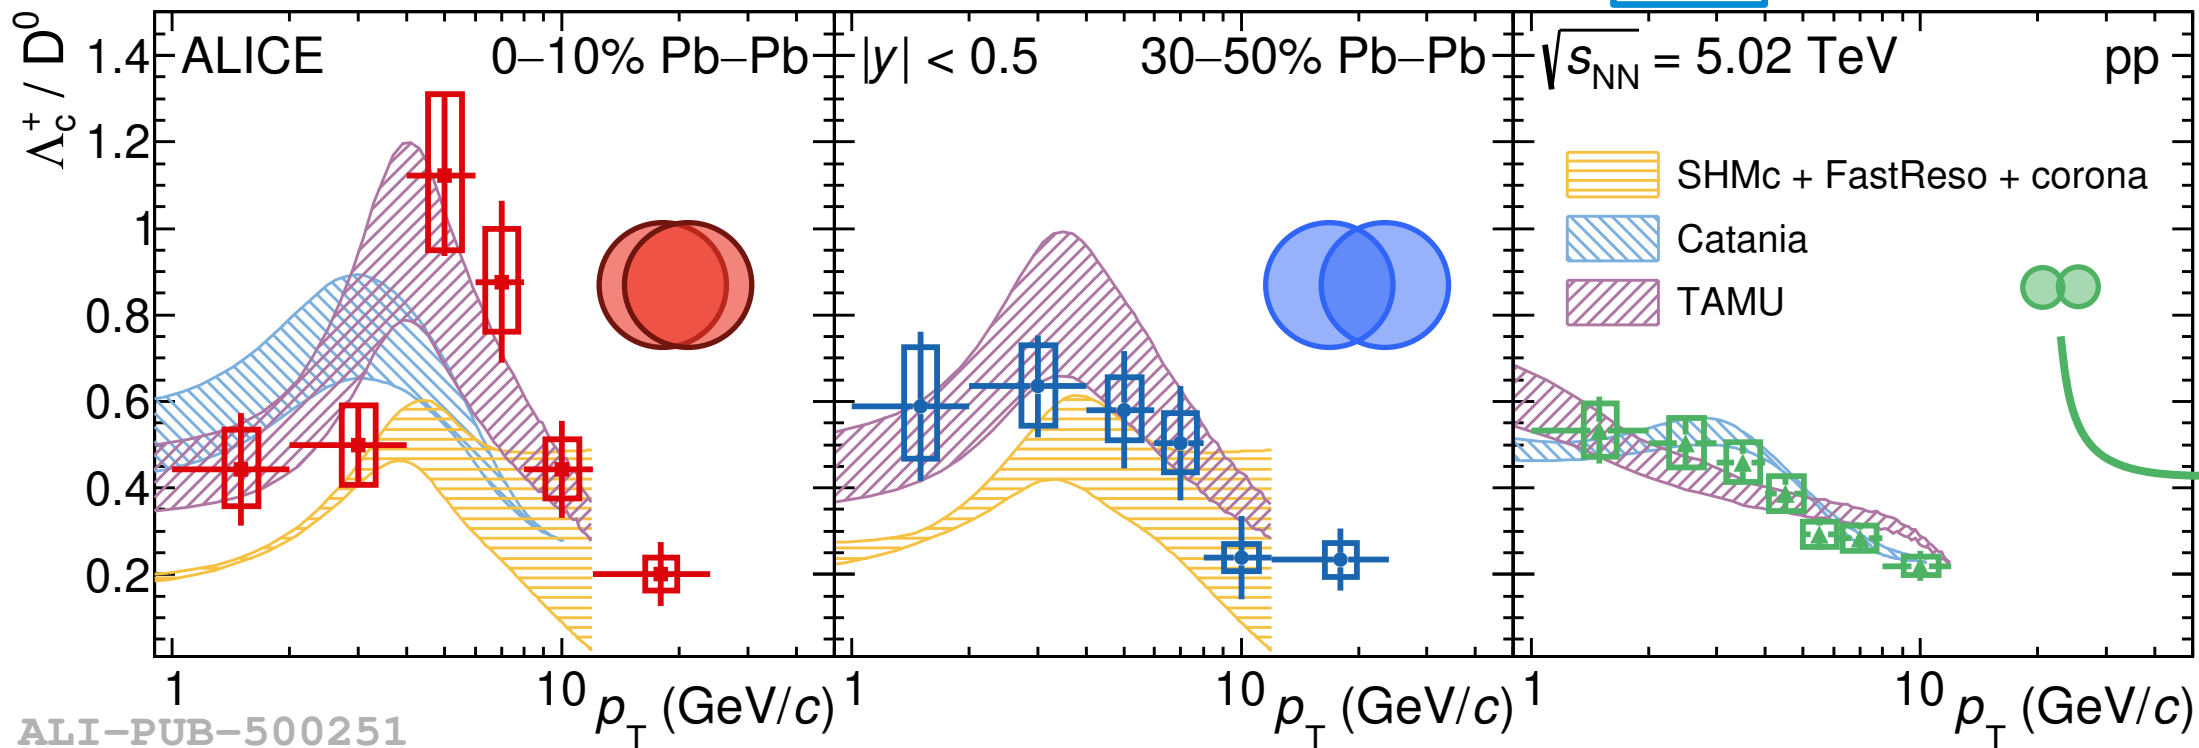 Λc+ / D0
ALICE
0–10% Pb–Pb
|y| < 0.5
30–50% Pb–Pb
√sNN = 5.02 TeV
pp
SHMc + FastReso + corona
Catania
TAMU
1.4
1.2
1
0.8
0.6
0.4
0.2
1 10 pT (GeV/c)
1 10 pT (GeV/c)
1 10 pT (GeV/c)
ALI-PUB-500251